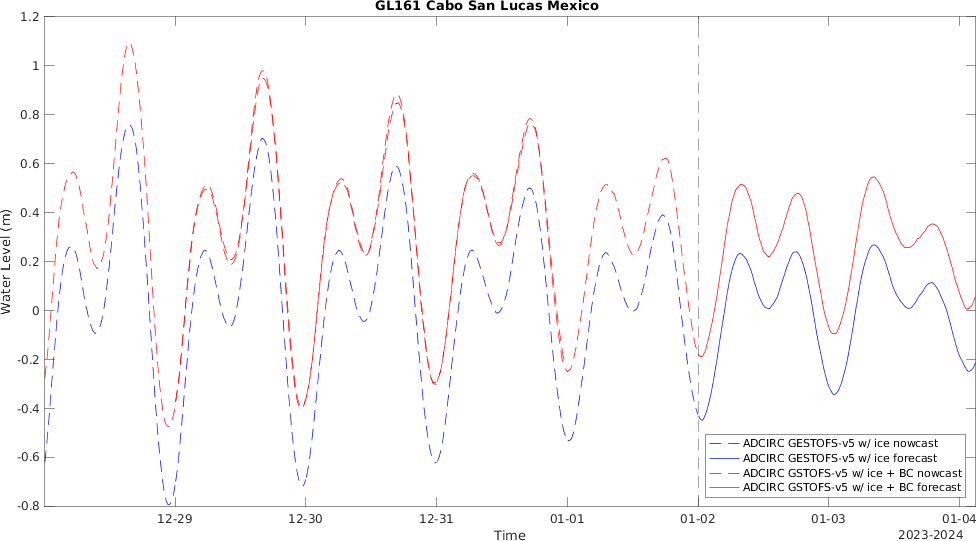 GL161 Cabo San Lucas Mexico
1.2
1
0.8
0.6
0.4
0.2
0
-0.2
-0.4
-0.6
-0.8
Water Level (m)
12-29
12-30
12-31
01-01
01-02
01-03
01-04
Time
2023-2024
ADCIRC GESTOFS-v5 w/ ice nowcast
ADCIRC GESTOFS-v5 w/ ice forecast
ADCIRC GSTOFS-v5 w/ ice + BC nowcast
ADCIRC GSTOFS-v5 w/ ice + BC forecast